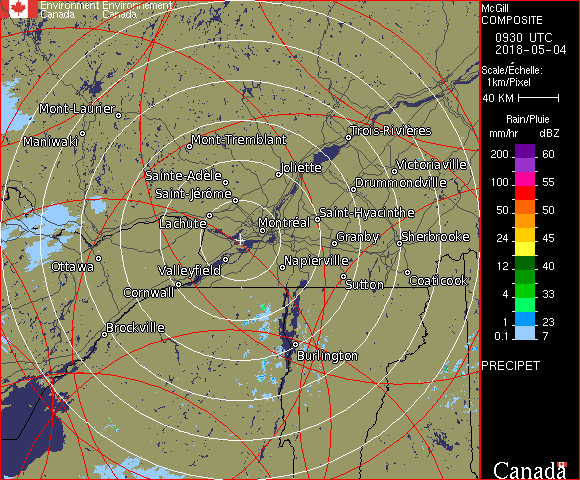 Environment Environnement
Canada Canada
McGill
COMPOSITE
0930 UTC
2018-05-04
Scale/Échelle:
1km/Pixel
40 KM
Rain/Pluie
mm/hr dBZ
200 60
100 55
50 50
24 45
12 40
4 33
1 23
0.1 7
PRECIPET
Canada
Mont-Laurier
Maniwaki
Mont-Tremblant
Trois-Rivières
Sainte-Adèle
Joliette
Victoriaville
Saint-Jérôme
Drummondville
Lachute
Montréal
Saint-Hyacinthe
Granby
Sherbrooke
Ottawa
Valleyfield
Napierville
Cornwall
Sutton
Coaticook
Brockville
Burlington